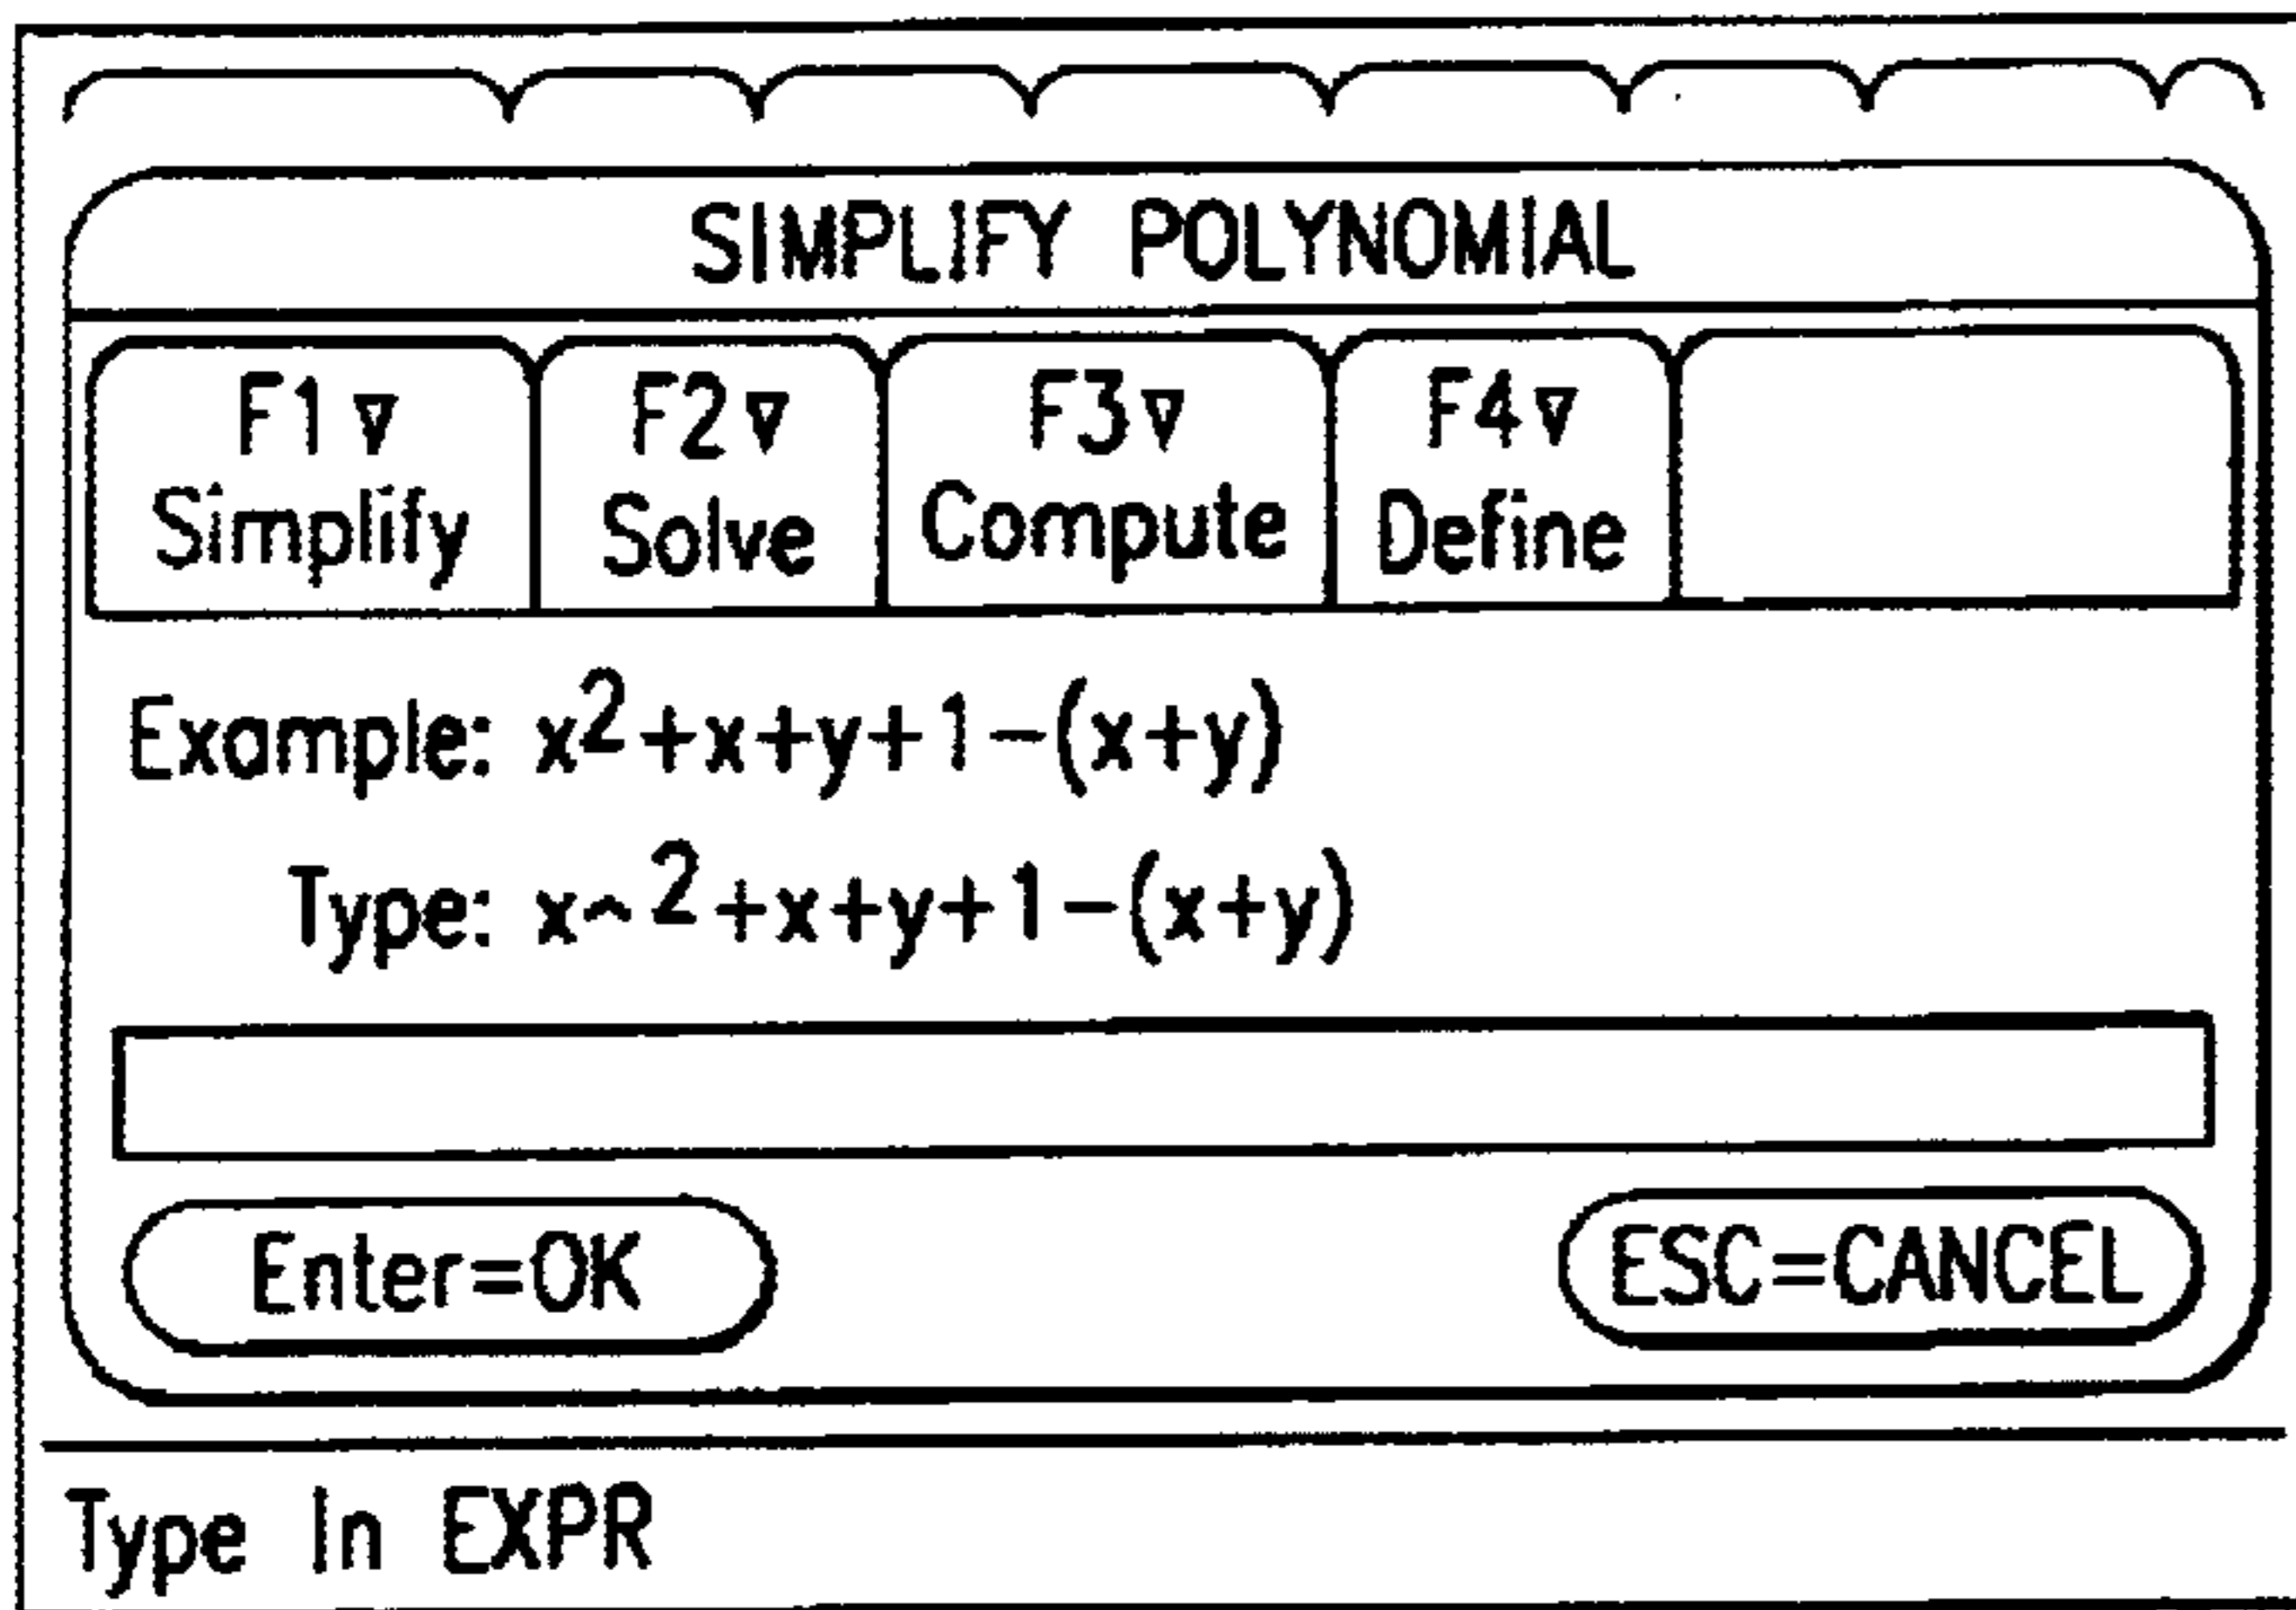 SIMPLIFY POLYNOMIAL
F1▽ F2▽ F3▽ F4▽
Simplify Solve Compute Define
Example: x²+x+y+1-(x+y)
Type: x^2+x+y+1-(x+y)
Enter=OK ESC=CANCEL
Type In EXPR